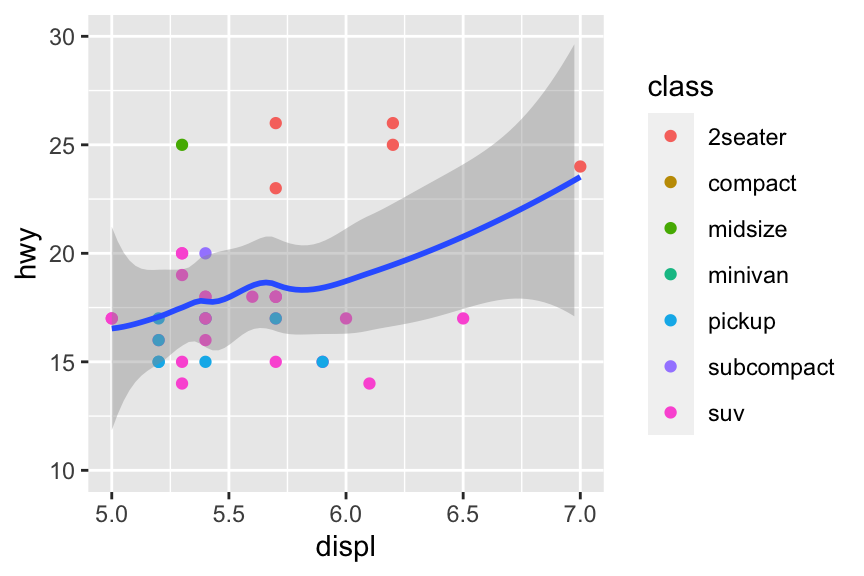 hwy
30
25
20
15
10
5.0 5.5 6.0 6.5 7.0
displ
class
2seater
compact
midsize
minivan
pickup
subcompact
suv